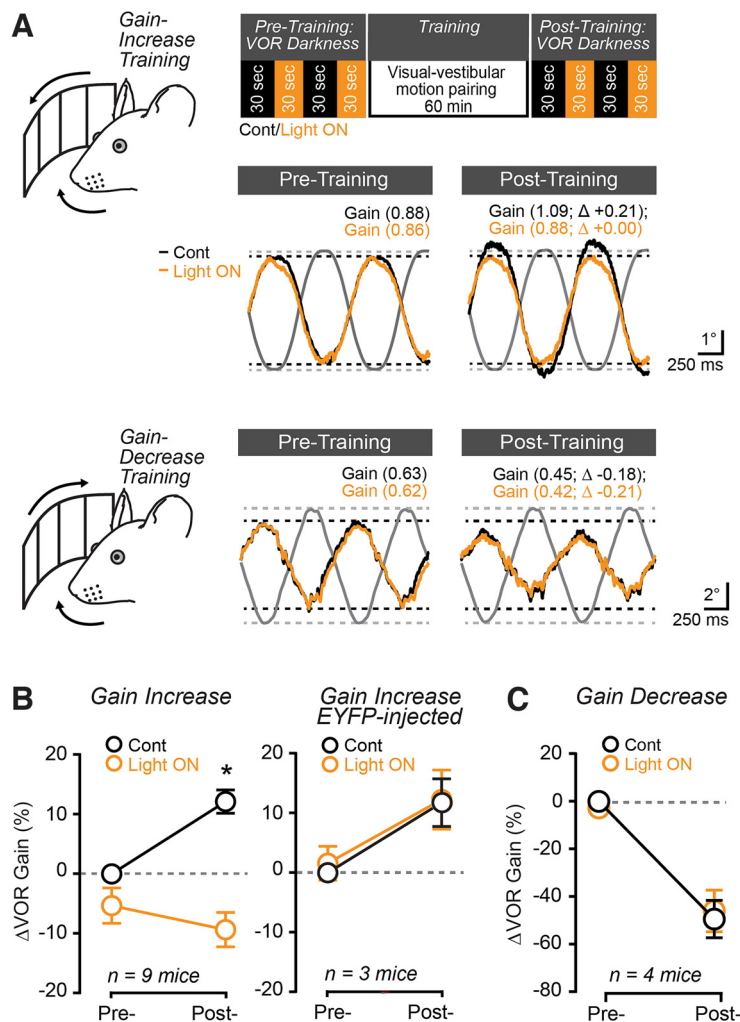 A
Gain-
Increase
Training
Pre-Training:
VOR Darkness
Training
Post-Training:
VOR Darkness
30 sec
30 sec
30 sec
30 sec
Visual-vestibular
motion pairing
60 min
30 sec
30 sec
30 sec
30 sec
Cont/Light ON
Pre-Training
Post-Training
Gain (0.88)
Gain (0.86)
Gain (1.09; Δ +0.21);
Gain (0.88; Δ +0.00)
Cont
Light ON
1°
250 ms
Gain-
Decrease
Training
Pre-Training
Post-Training
Gain (0.63)
Gain (0.62)
Gain (0.45; Δ -0.18);
Gain (0.42; Δ -0.21)
2°
250 ms
B
Gain Increase
Cont
Light ON
*
ΔVOR Gain (%)
20
10
0
-10
-20
n = 9 mice
Pre-
Post-
Gain Increase
EYFP-injected
Cont
Light ON
20
10
0
-10
-20
n = 3 mice
Pre-
Post-
C
Gain Decrease
Cont
Light ON
ΔVOR Gain (%)
20
0
-20
-40
-60
-80
n = 4 mice
Pre-
Post-